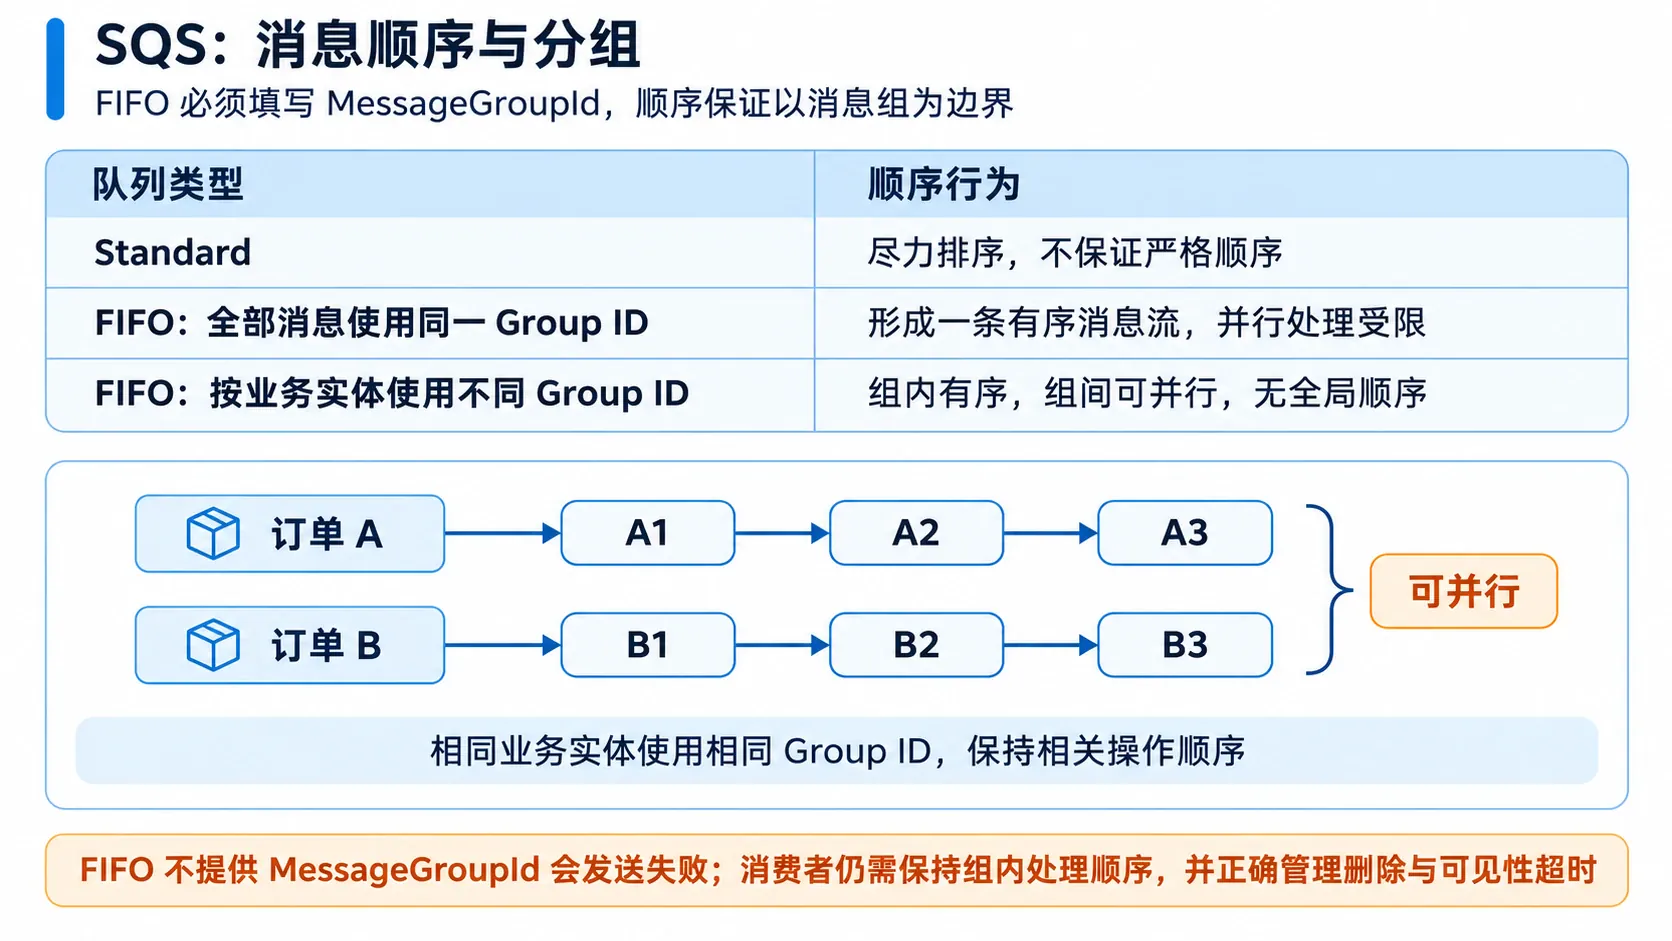 SQS：消息顺序与分组
FIFO 必须填写 MessageGroupId，顺序保证以消息组为边界
队列类型
顺序行为
Standard
尽力排序，不保证严格顺序
FIFO：全部消息使用同一 Group ID
形成一条有序消息流，并行处理受限
FIFO：按业务实体使用不同 Group ID
组内有序，组间可并行，无全局顺序
订单 A
A1
A2
A3
订单 B
B1
B2
B3
可并行
相同业务实体使用相同 Group ID，保持相关操作顺序
FIFO 不提供 MessageGroupId 会发送失败；消费者仍需保持组内处理顺序，并正确管理删除与可见性超时